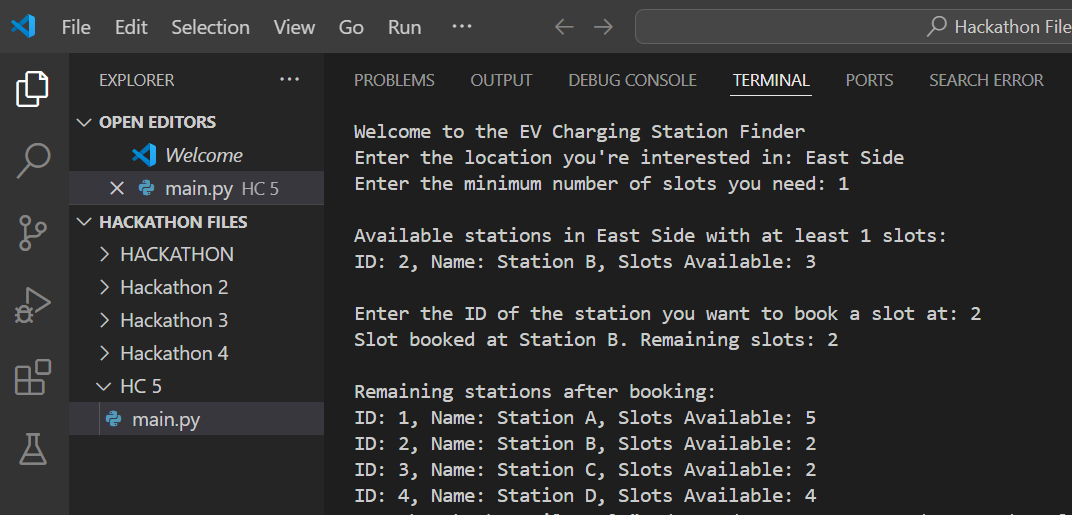 File Edit Selection View Go Run ···
Hackathon File
EXPLORER ···
OPEN EDITORS
Welcome
main.py HC 5
HACKATHON FILES
HACKATHON
Hackathon 2
Hackathon 3
Hackathon 4
HC 5
main.py
PROBLEMS OUTPUT DEBUG CONSOLE TERMINAL PORTS SEARCH ERROR
Welcome to the EV Charging Station Finder
Enter the location you're interested in: East Side
Enter the minimum number of slots you need: 1
Available stations in East Side with at least 1 slots:
ID: 2, Name: Station B, Slots Available: 3
Enter the ID of the station you want to book a slot at: 2
Slot booked at Station B. Remaining slots: 2
Remaining stations after booking:
ID: 1, Name: Station A, Slots Available: 5
ID: 2, Name: Station B, Slots Available: 2
ID: 3, Name: Station C, Slots Available: 2
ID: 4, Name: Station D, Slots Available: 4